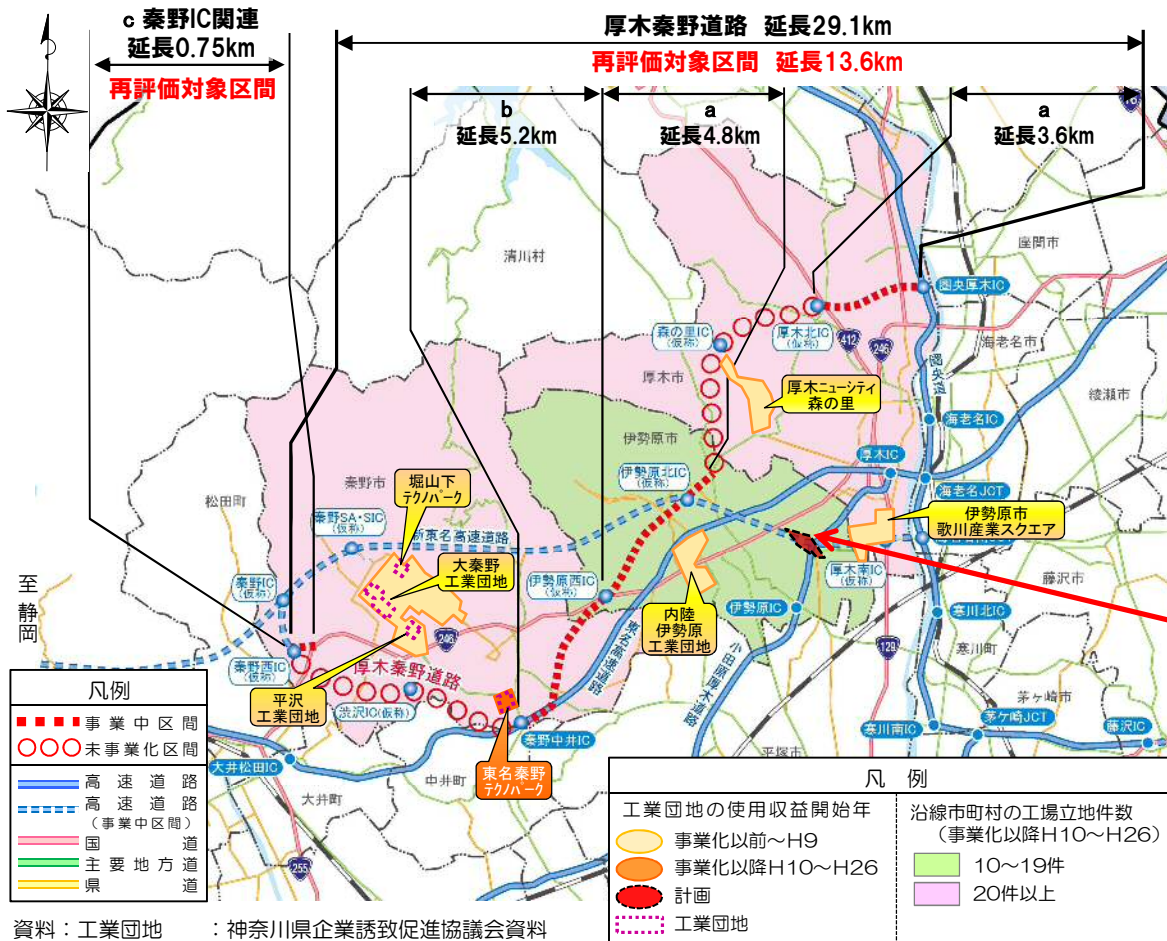 c 秦野IC関連
延長0.75km
再評価対象区間
厚木秦野道路 延長29.1km
再評価対象区間 延長13.6km
b
延長5.2km
a
延長4.8km
a
延長3.6km
清川村
座間市
圏央厚木IC
森の里IC
(仮称)
厚木北IC
(仮称)
412
246
海老名市
圏央道
厚木市
厚木ニューシティ
森の里
綾瀬市
伊勢原市
海老名IC
厚木IC
堀山下
テクノパーク
伊勢原北IC
(仮称)
海老名JCT
秦野市
松田町
秦野SA・SIC
(仮称)
新東名高速道路
伊勢原市
歌川産業スクエア
大秦野
工業団地
厚木南IC
(仮称)
藤沢市
至静岡
秦野IC
(仮称)
伊勢原西IC
(仮称)
内陸
伊勢原
工業団地
伊勢原IC
寒川北IC
246
東名高速道路
小田原厚木道路
129
寒川町
秦野西IC
(仮称)
厚木秦野道路
平沢
工業団地
渋沢IC(仮称)
茅ケ崎市
秦野中井IC
寒川南IC
茅ケ崎JCT
藤沢IC
大井松田IC
中井町
東名秦野
テクノパーク
平塚市
大井町
255
凡例
事業中区間
未事業化区間
高速道路
高速道路
(事業中区間)
国道
主要地方道
県道
凡例
工業団地の使用収益開始年
事業化以前~H9
事業化以降H10~H26
計画
工業団地
沿線市町村の工場立地件数
(事業化以降H10~H26)
10~19件
20件以上
資料:工業団地 :神奈川県企業誘致促進協議会資料